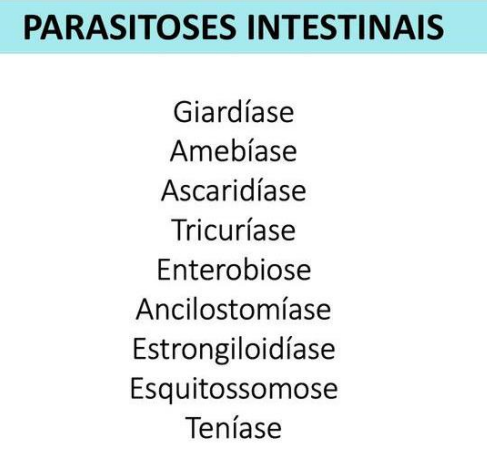 PARASITOSES INTESTINAIS
Giardíase
Amebíase
Ascaridíase
Tricuríase
Enterobiose
Ancilostomíase
Estrongiloidíase
Esquitossomose
Teníase